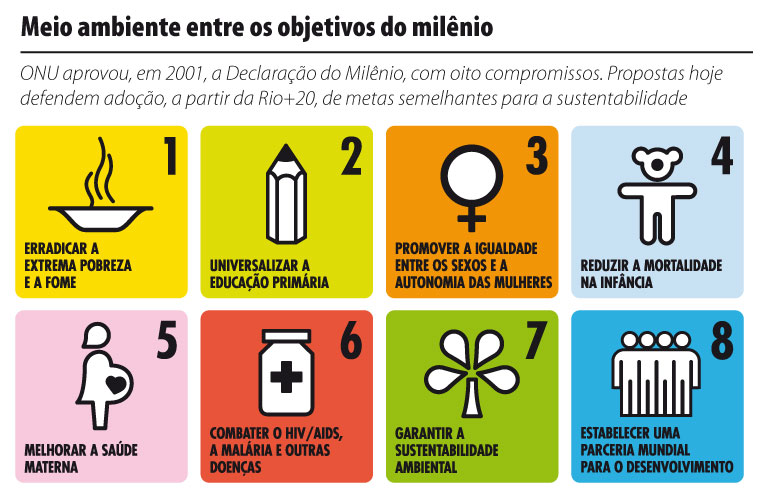 Meio ambiente entre os objetivos do milênio
ONU aprovou, em 2001, a Declaração do Milênio, com oito compromissos. Propostas hoje
defendem adoção, a partir da Rio+20, de metas semelhantes para a sustentabilidade
1
ERRADICAR A
EXTREMA POBREZA
E A FOME
2
UNIVERSALIZAR A
EDUCAÇÃO PRIMÁRIA
3
PROMOVER A IGUALDADE
ENTRE OS SEXOS E A
AUTONOMIA DAS MULHERES
4
REDUZIR A MORTALIDADE
NA INFÂNCIA
5
MELHORAR A SAÚDE
MATERNA
6
COMBATER O HIV/AIDS,
A MALÁRIA E OUTRAS
DOENÇAS
7
GARANTIR A
SUSTENTABILIDADE
AMBIENTAL
8
ESTABELECER UMA
PARCERIA MUNDIAL
PARA O DESENVOLVIMENTO